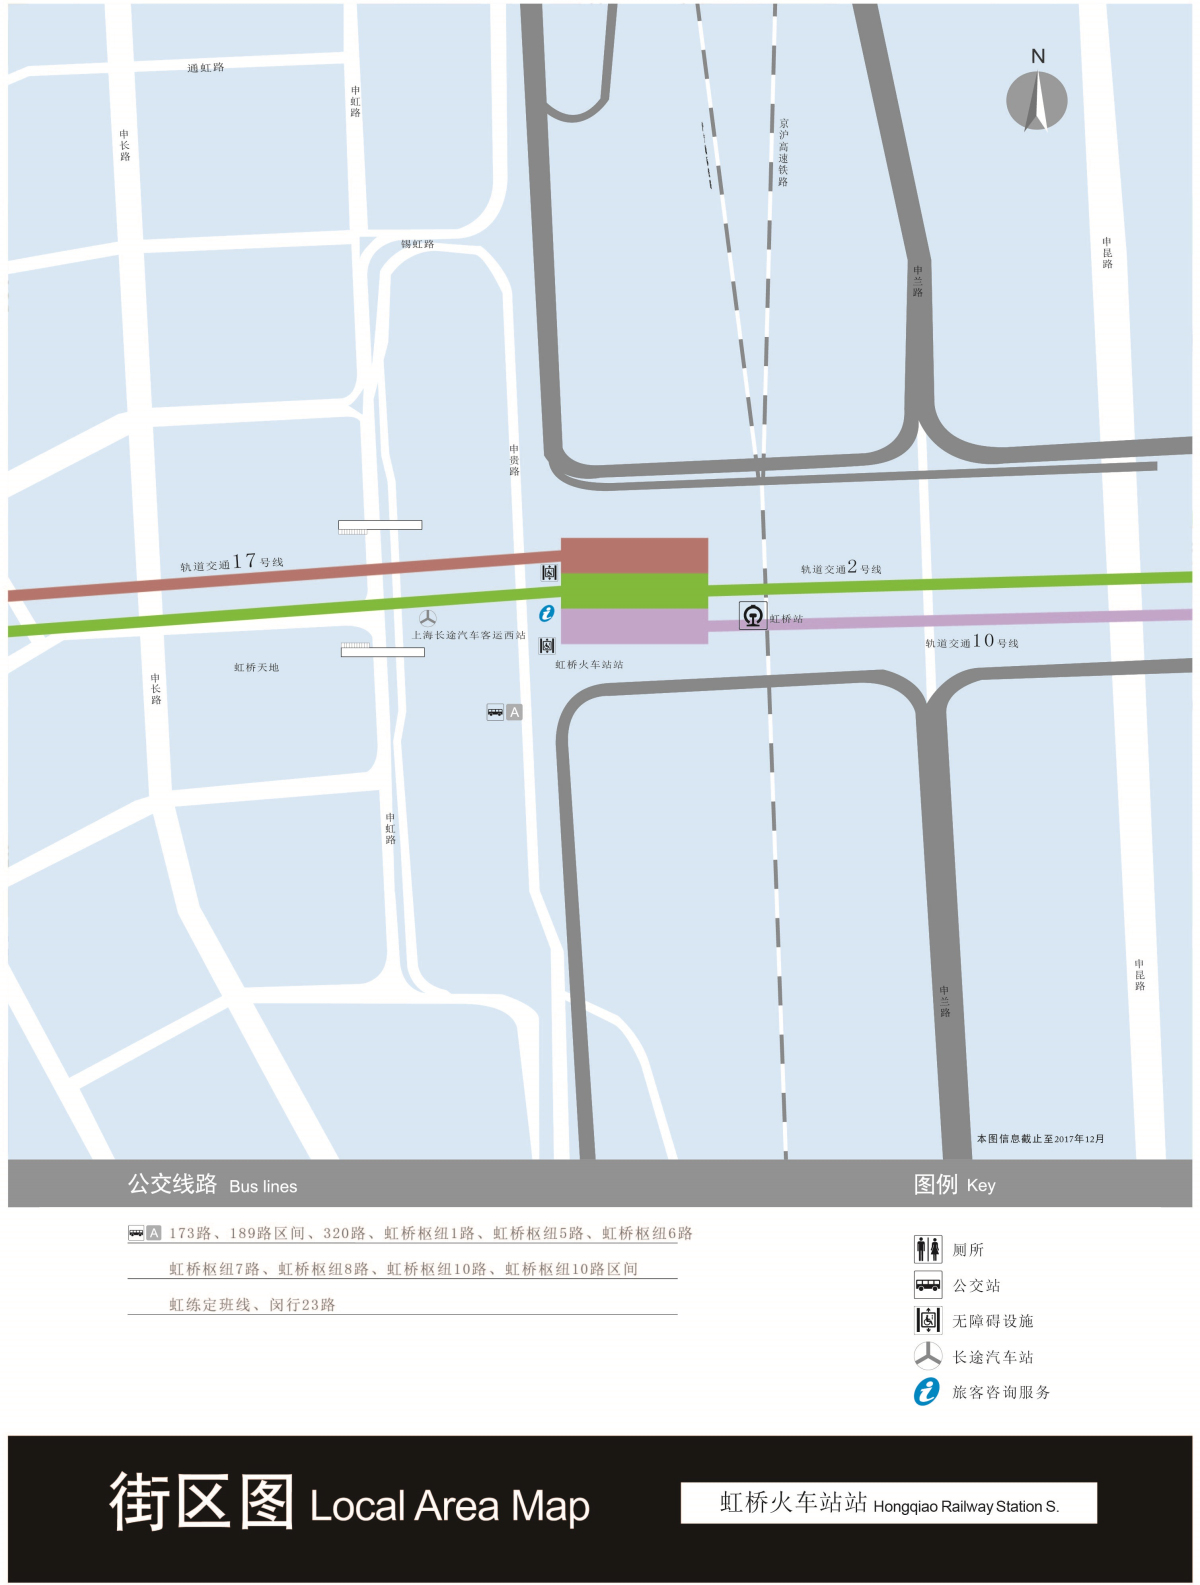 N
通虹路
申虹路
申长路
京沪高速铁路
锡虹路
申昆路
申兰路
申贵路
轨道交通17号线
轨道交通2号线
虹桥站
上海长途汽车客运西站
轨道交通10号线
虹桥天地
虹桥火车站站
申长路
A
申虹路
申昆路
申兰路
本图信息截止至2017年12月
公交线路 Bus lines
图例 Key
A 173路、189路区间、320路、虹桥枢纽1路、虹桥枢纽5路、虹桥枢纽6路
虹桥枢纽7路、虹桥枢纽8路、虹桥枢纽10路、虹桥枢纽10路区间
虹练定班线、闵行23路
厕所
公交站
无障碍设施
长途汽车站
旅客咨询服务
街区图 Local Area Map
虹桥火车站站 Hongqiao Railway Station S.